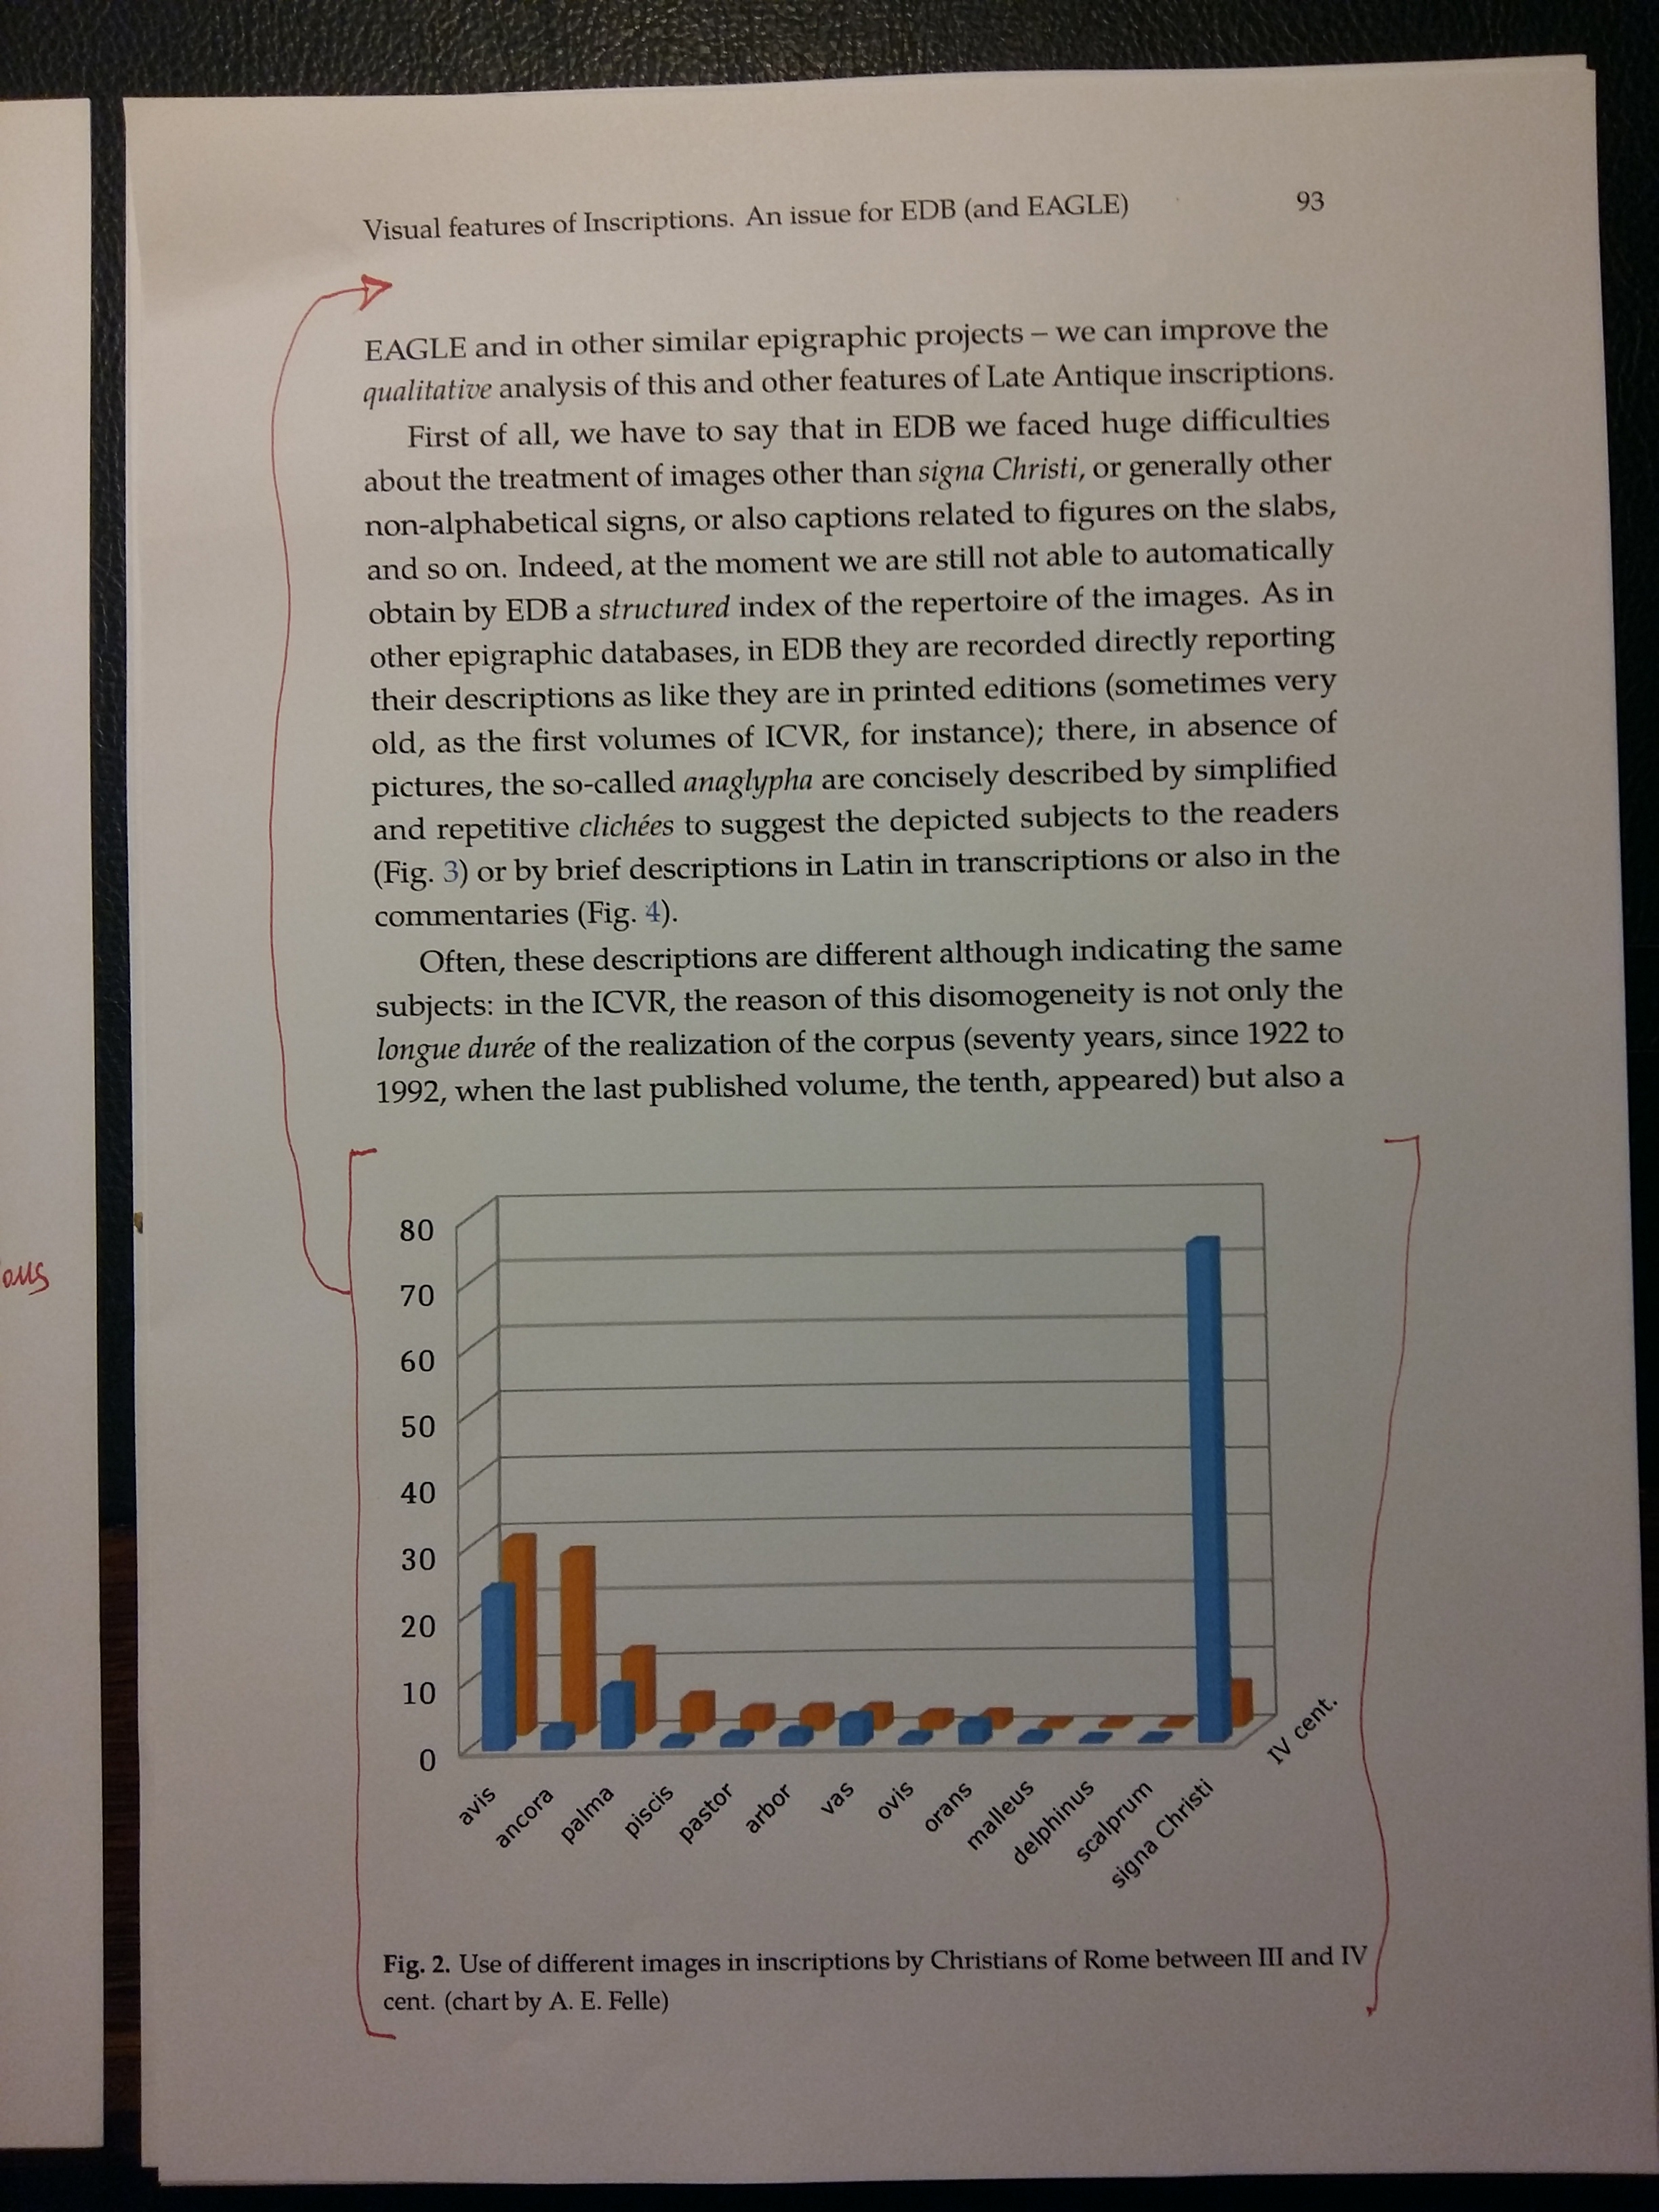 Visual features of Inscriptions. An issue for EDB (and EAGLE) 93
EAGLE and in other similar epigraphic projects – we can improve the
qualitative analysis of this and other features of Late Antique inscriptions.
First of all, we have to say that in EDB we faced huge difficulties
about the treatment of images other than signa Christi, or generally other
non-alphabetical signs, or also captions related to figures on the slabs,
and so on. Indeed, at the moment we are still not able to automatically
obtain by EDB a structured index of the repertoire of the images. As in
other epigraphic databases, in EDB they are recorded directly reporting
their descriptions as like they are in printed editions (sometimes very
old, as the first volumes of ICVR, for instance); there, in absence of
pictures, the so-called anaglypha are concisely described by simplified
and repetitive clichées to suggest the depicted subjects to the readers
(Fig. 3) or by brief descriptions in Latin in transcriptions or also in the
commentaries (Fig. 4).
Often, these descriptions are different although indicating the same
subjects: in the ICVR, the reason of this disomogeneity is not only the
longue durée of the realization of the corpus (seventy years, since 1922 to
1992, when the last published volume, the tenth, appeared) but also a
80
70
60
50
40
30
20
10
0
avis
ancora
palma
piscis
pastor
arbor
vas
ovis
orans
malleus
delphinus
scalprum
signa Christi
IV cent.
Fig. 2. Use of different images in inscriptions by Christians of Rome between III and IV
cent. (chart by A. E. Felle)